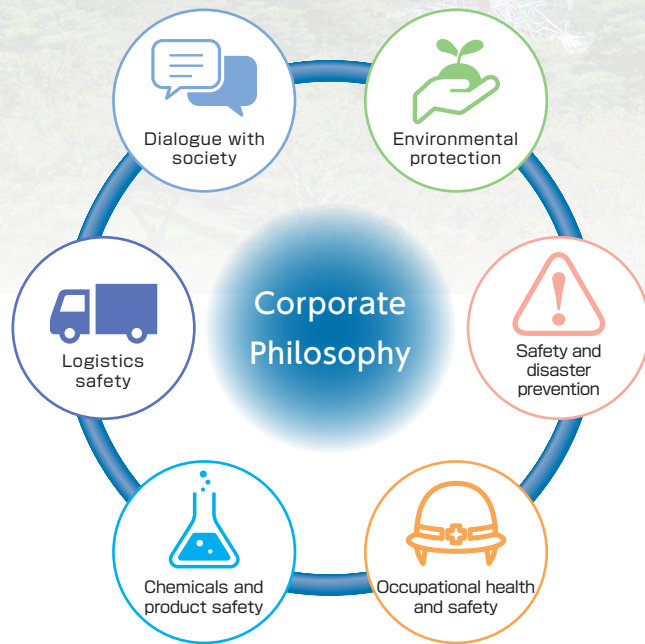 Dialogue with
society
Environmental
protection
Corporate
Philosophy
Logistics
safety
Safety and
disaster
prevention
Chemicals and
product safety
Occupational health
and safety